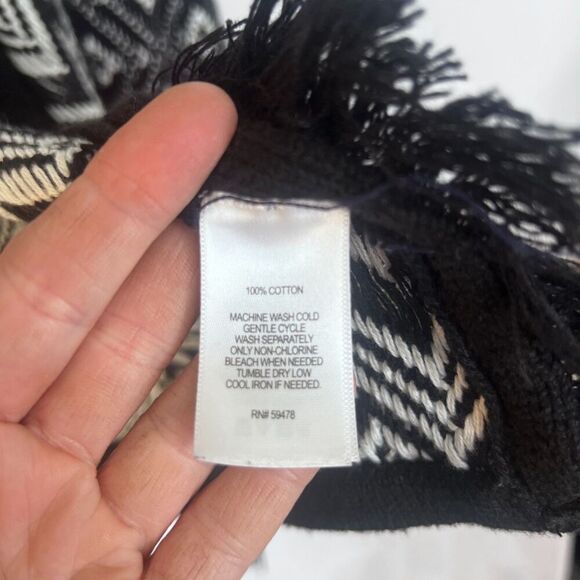 100% COTTON
MACHINE WASH COLD
GENTLE CYCLE
WASH SEPARATELY
ONLY NON-CHLORINE
BLEACH WHEN NEEDED
TUMBLE DRY LOW
COOL IRON IF NEEDED.
RN# 59478